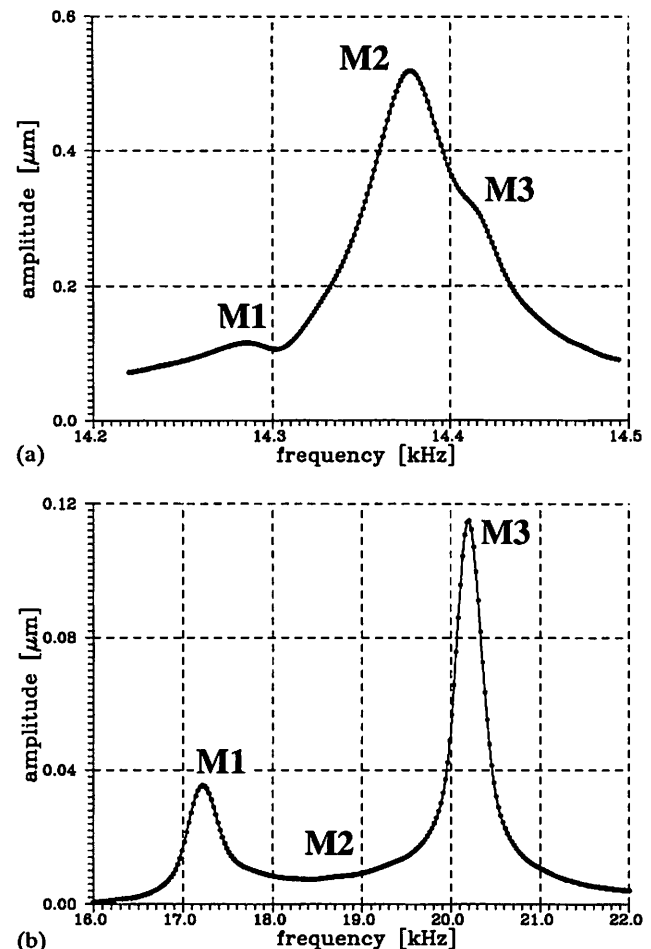 0.6
M2
0.4
M3
amplitude [μm]
0.2
M1
0.0
14.2 14.3 14.4 14.5
(a) frequency [kHz]
0.12
M3
0.08
amplitude [μm]
M1
0.04
M2
0.00
16.0 17.0 18.0 19.0 20.0 21.0 22.0
(b) frequency [kHz]